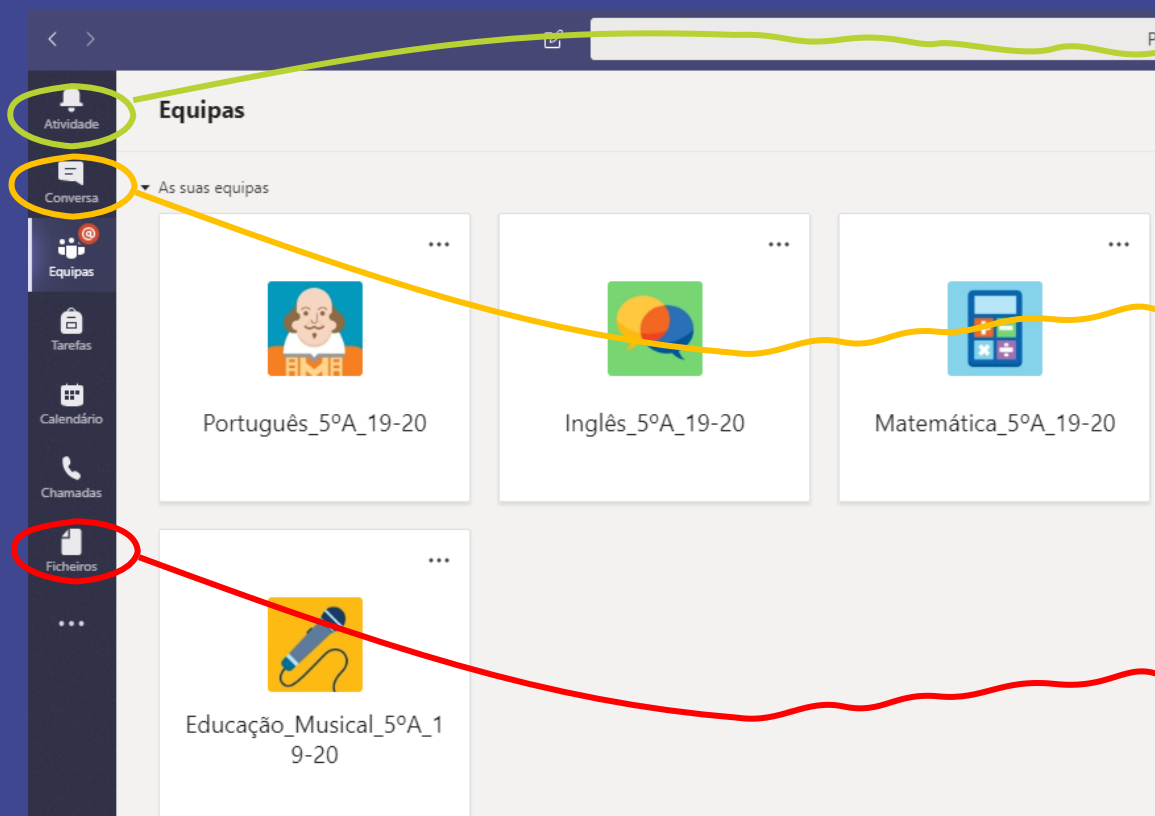 P
Atividade
Equipas
Conversa
As suas equipas
@
Equipas
Tarefas
Calendário
Chamadas
Ficheiros
Português_5ºA_19-20
Inglês_5ºA_19-20
Matemática_5ºA_19-20
Educação_Musical_5ºA_1
9-20